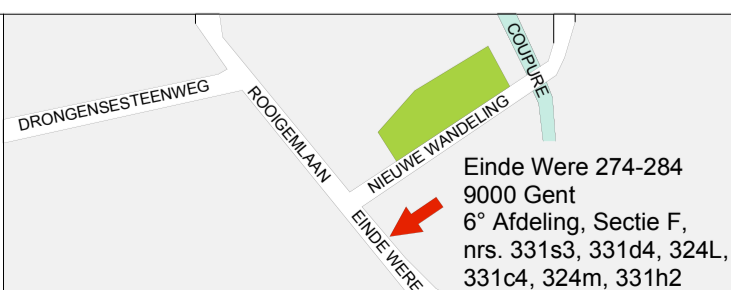 COUPURE
DRONGENSESTEENWEG
ROOIGEMLAAN
NIEUWE WANDELING
EINDE WERE
Einde Were 274-284
9000 Gent
6° Afdeling, Sectie F,
nrs. 331s3, 331d4, 324L,
331c4, 324m, 331h2